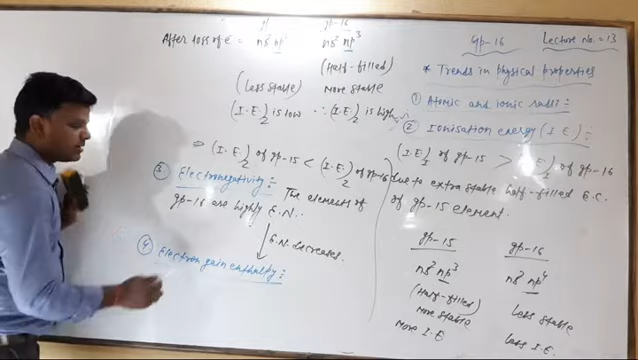 Gp-16 Lecture No.= 13
* Trends in physical properties
① Atomic and ionic radii :=
② Ionisation energy (I.E.) :=
(I.E.)1 of gp-15 > of gp-16
due to extra stable half-filled E.C.
of gp-15 element.
gp-15 gp-16
ns² np³ ns² np⁴
(Half-filled) Less stable
More stable Less I.E.
More I.E
gp-16
After loss of e⁻ = ns² ns² np³
(Half-filled)
(Less stable) More stable
(I.E.)2 is low ∴ (I.E.)2 is high
⇒ (I.E.)2 of gp-15 < (I.E.)2 of gp-16
③ Electronegativity := The elements of
gp-16 are highly E.N.
E.N. decreases.
④ Electron gain enthalpy :=